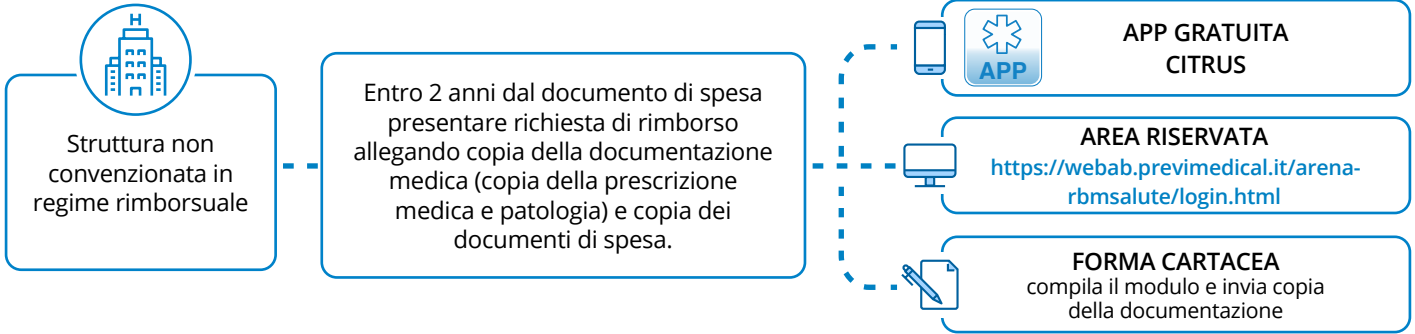 H
Struttura non
convenzionata in
regime rimborsuale
Entro 2 anni dal documento di spesa
presentare richiesta di rimborso
allegando copia della documentazione
medica (copia della prescrizione
medica e patologia) e copia dei
documenti di spesa.
APP
APP GRATUITA
CITRUS
AREA RISERVATA
https://webab.previmedical.it/arena-
rbmsalute/login.html
FORMA CARTACEA
compila il modulo e invia copia
della documentazione